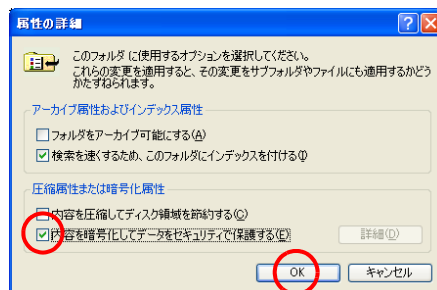 属性の詳細
このフォルダに使用するオプションを選択してください。
これらの変更を適用すると、その変更をサブフォルダやファイルにも適用するかどう
かたずねられます。
アーカイブ属性およびインデックス属性
フォルダをアーカイブ可能にする(A)
検索を速くするため、このフォルダにインデックスを付ける(I)
圧縮属性または暗号化属性
内容を圧縮してディスク領域を節約する(C)
内容を暗号化してデータをセキュリティで保護する(E)
詳細(D)
OK
キャンセル